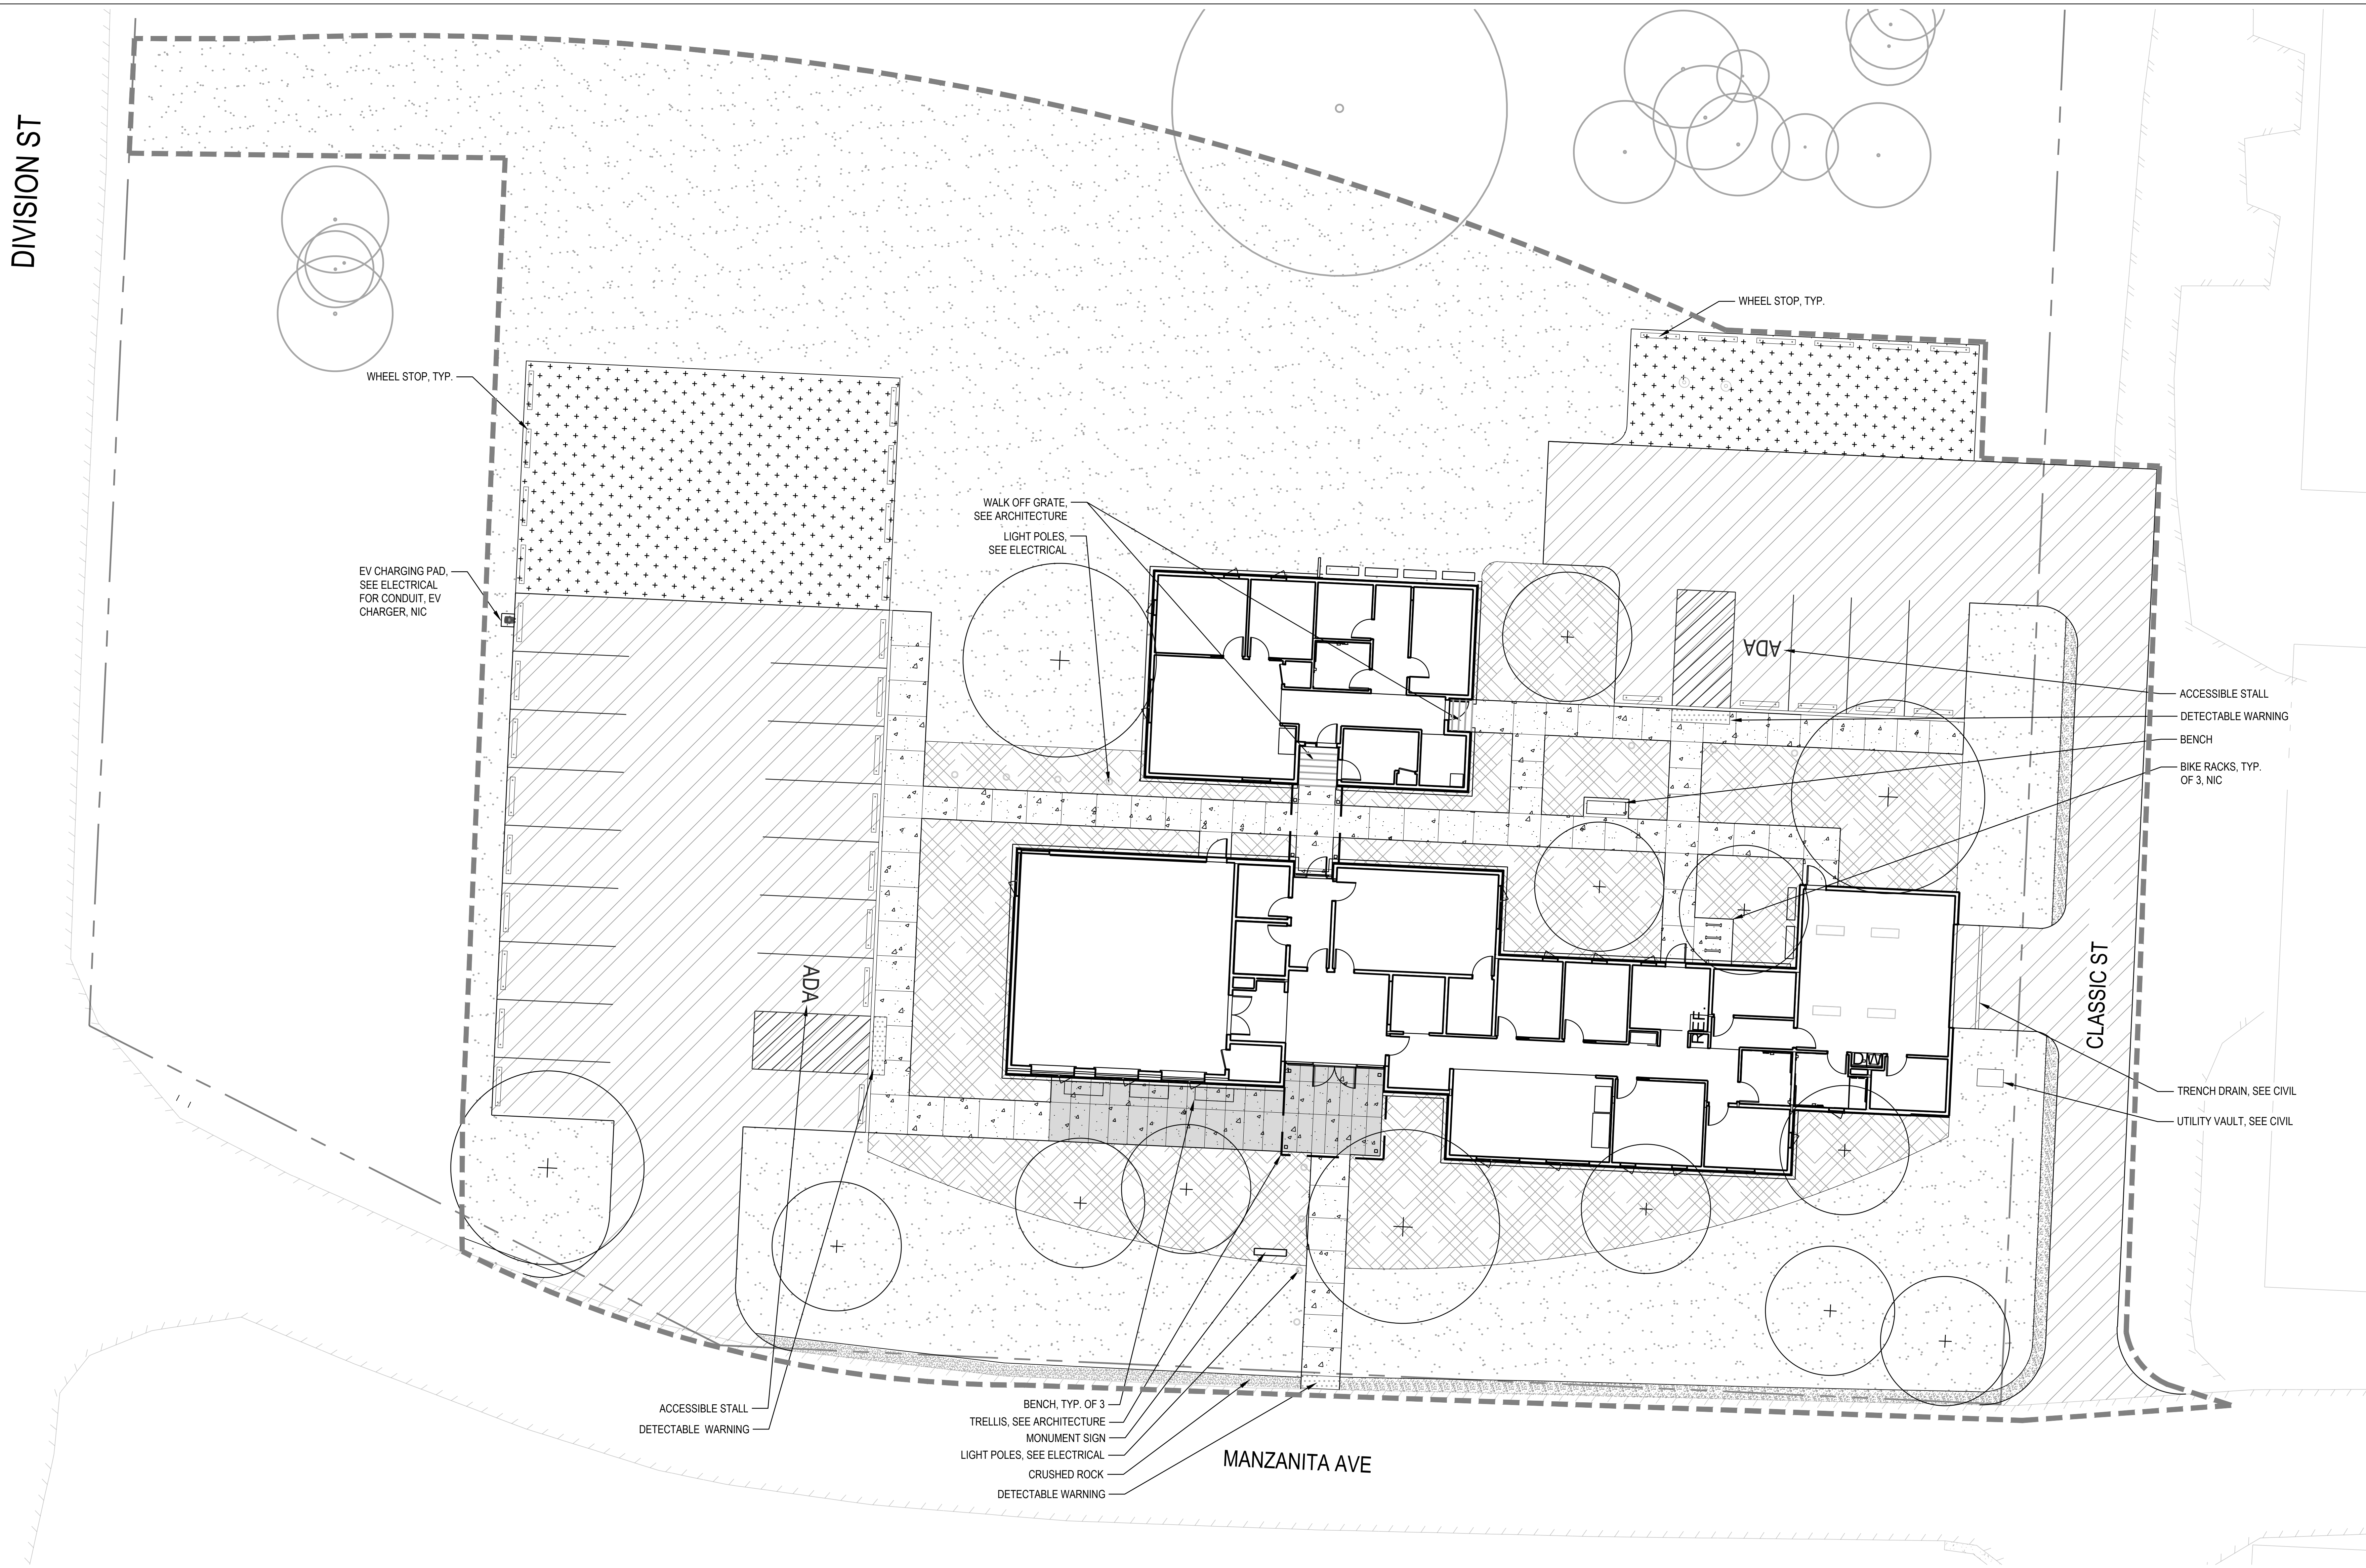 DIVISION ST
WHEEL STOP, TYP.
WHEEL STOP, TYP.
WALK OFF GRATE,
SEE ARCHITECTURE
LIGHT POLES,
SEE ELECTRICAL
EV CHARGING PAD,
SEE ELECTRICAL
FOR CONDUIT, EV
CHARGER, NIC
ADA
ACCESSIBLE STALL
DETECTABLE WARNING
BENCH
BIKE RACKS, TYP.
OF 3, NIC
ADA
REF.
DW
CLASSIC ST
TRENCH DRAIN, SEE CIVIL
UTILITY VAULT, SEE CIVIL
ACCESSIBLE STALL
DETECTABLE WARNING
BENCH, TYP. OF 3
TRELLIS, SEE ARCHITECTURE
MONUMENT SIGN
LIGHT POLES, SEE ELECTRICAL
CRUSHED ROCK
DETECTABLE WARNING
MANZANITA AVE